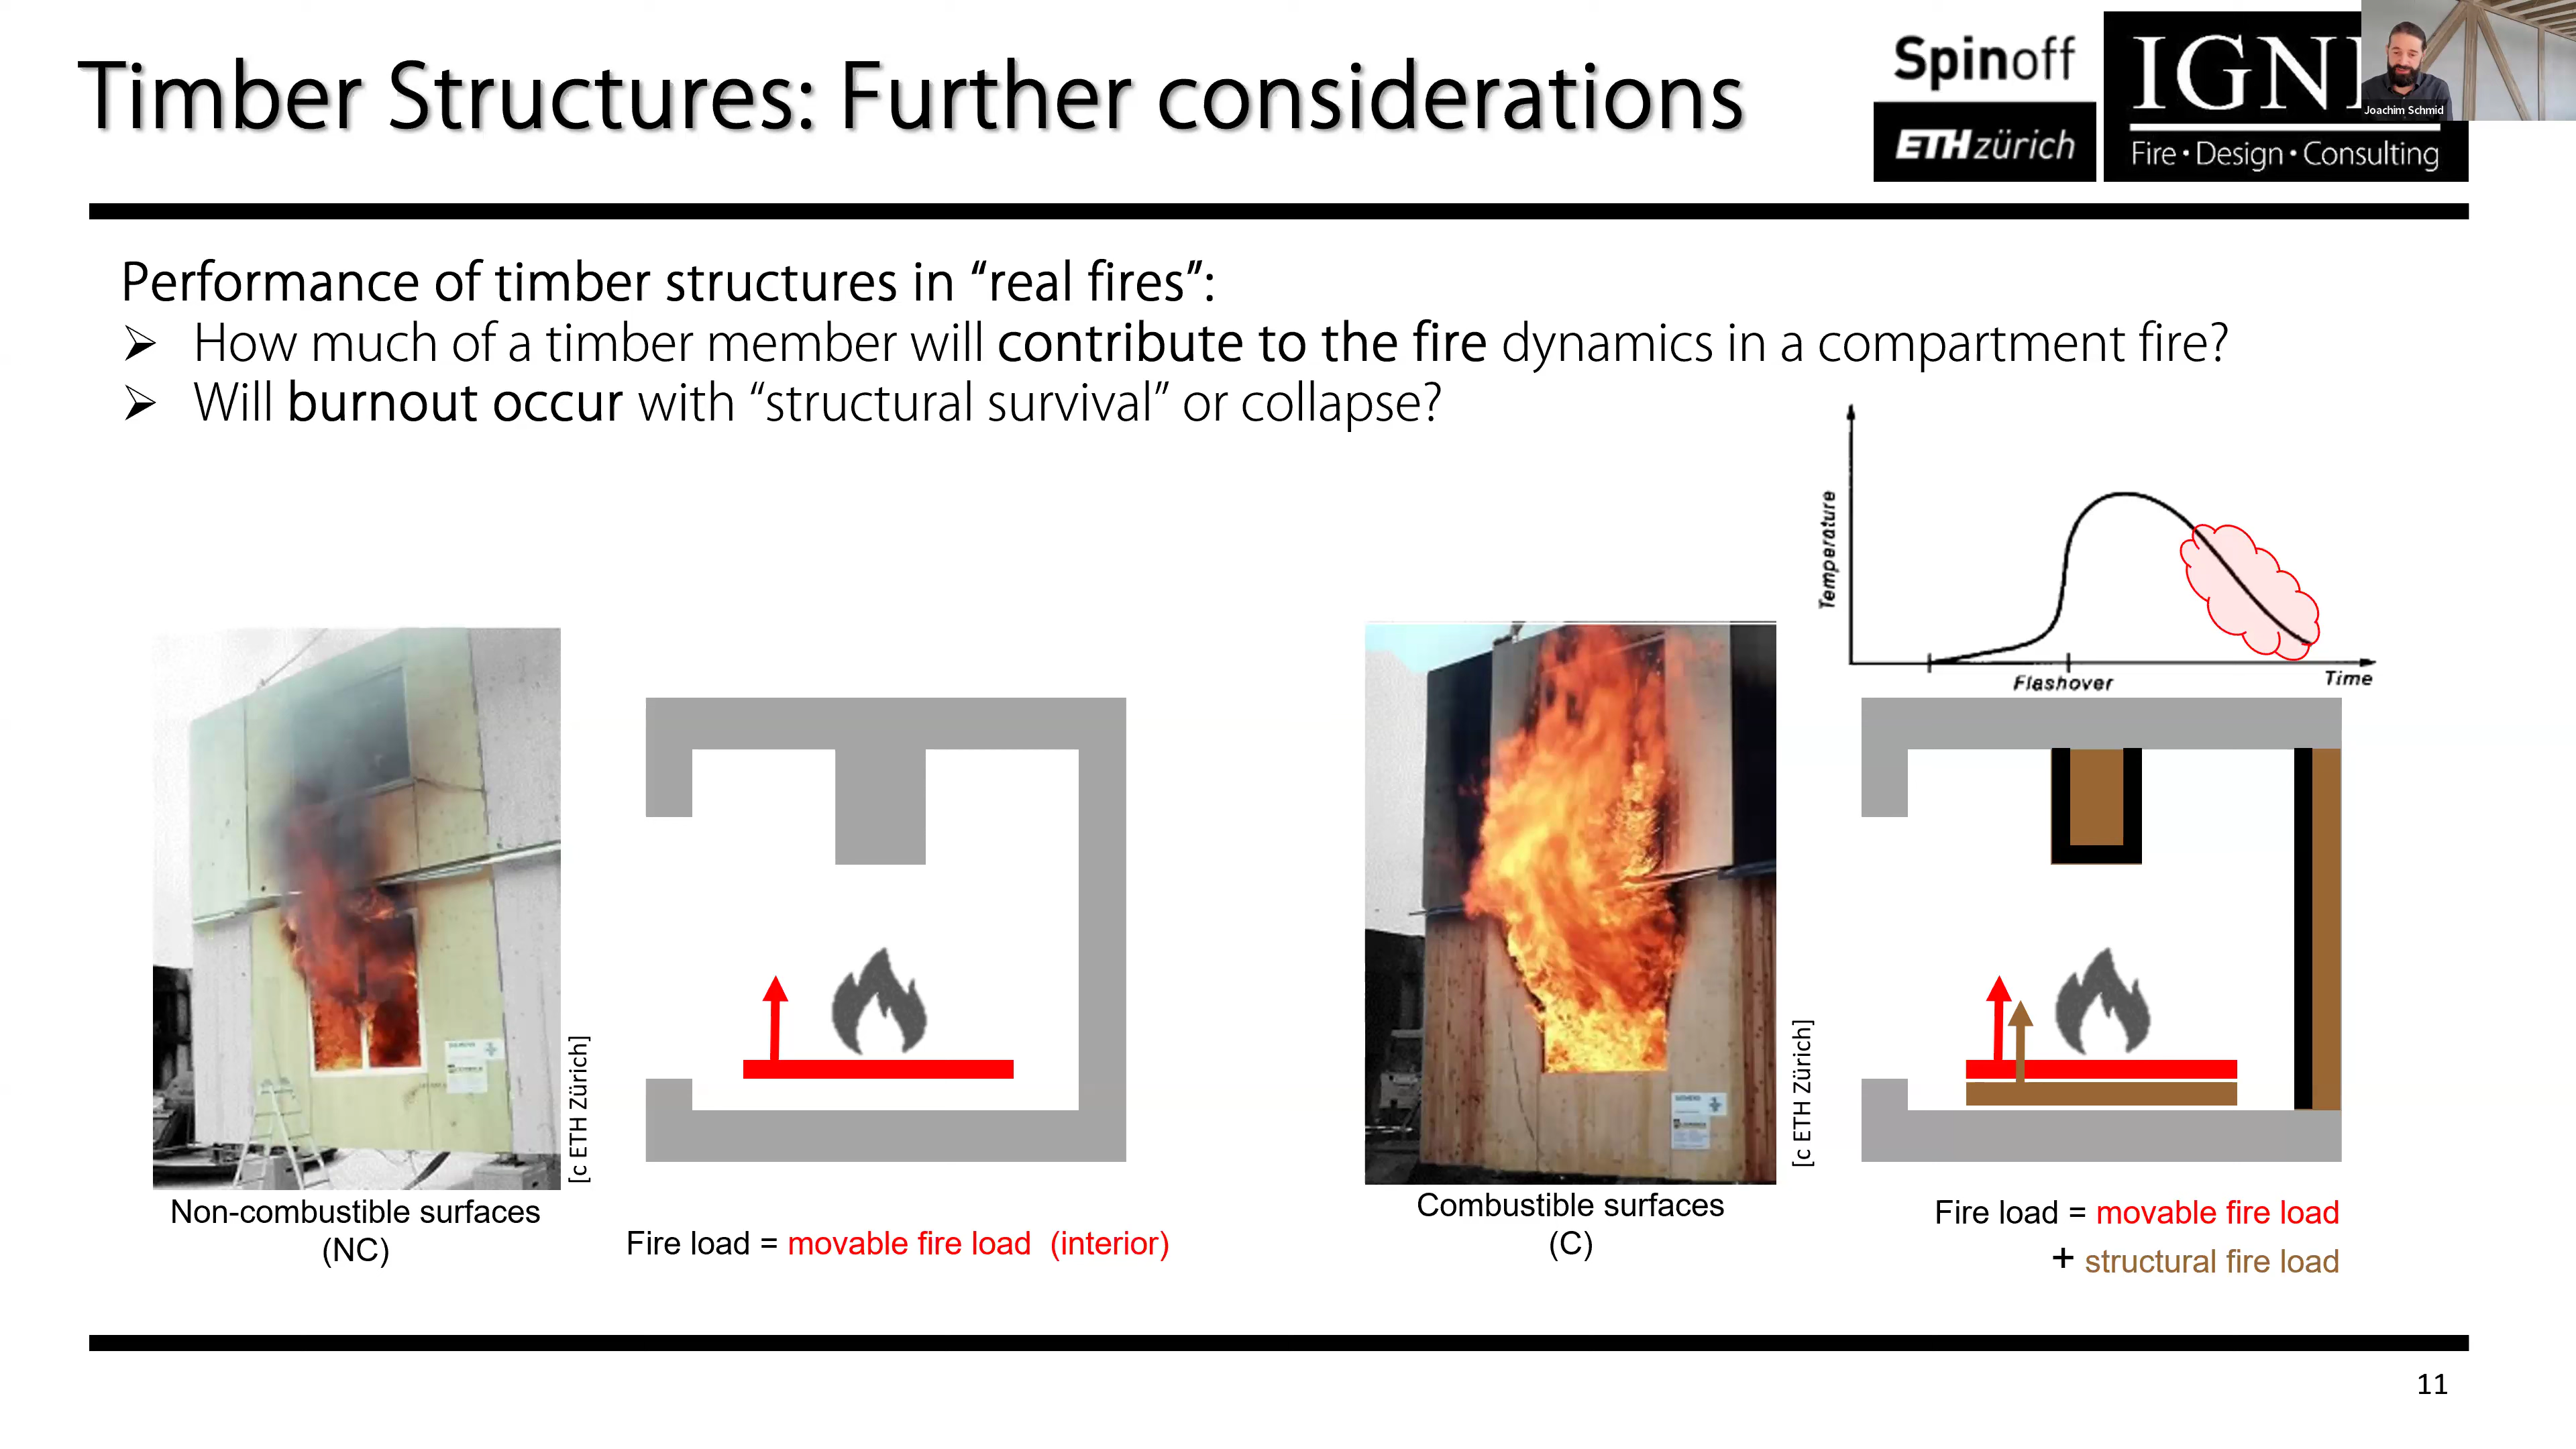 Timber Structures: Further considerations
Spinoff
ETH zürich
IGNI
Fire • Design • Consulting
Joachim Schmid
Performance of timber structures in “real fires”:
➢ How much of a timber member will contribute to the fire dynamics in a compartment fire?
➢ Will burnout occur with “structural survival” or collapse?
Temperature
Flashover
Time
[c ETH Zürich]
[c ETH Zürich]
Non-combustible surfaces
(NC)
Fire load = movable fire load (interior)
Combustible surfaces
(C)
Fire load = movable fire load
+ structural fire load
11